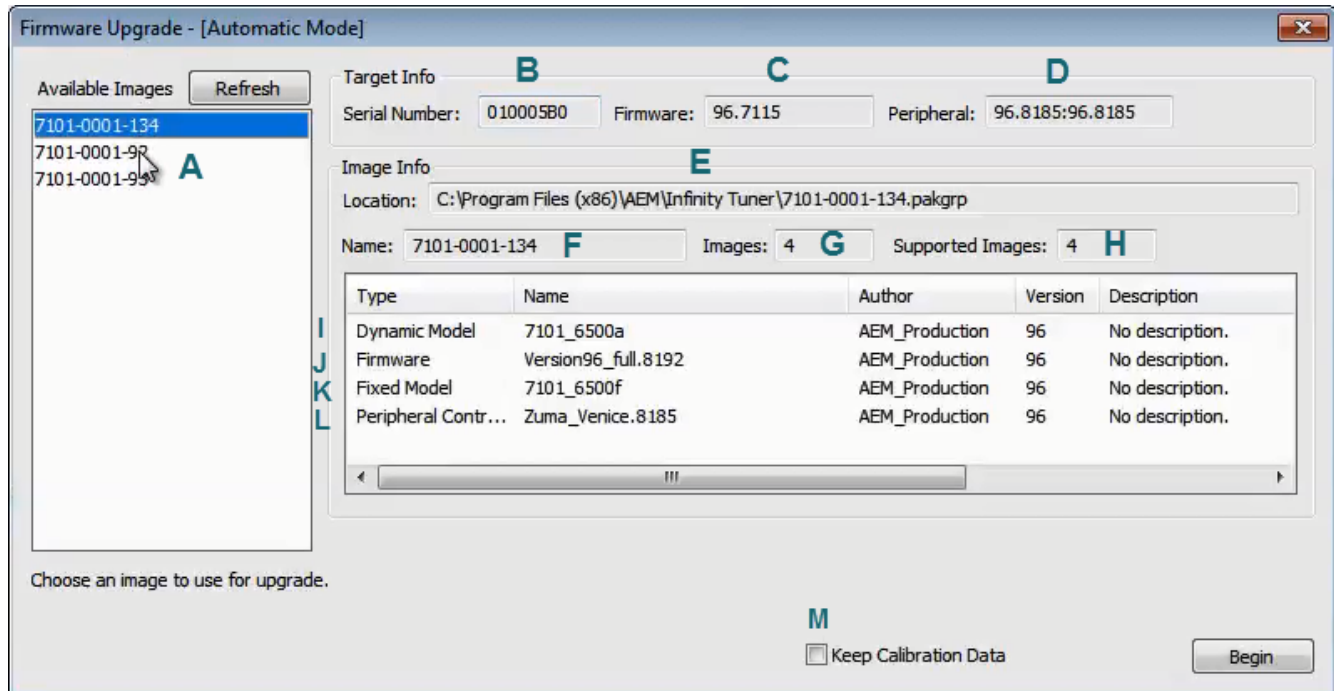 Firmware Upgrade - [Automatic Mode]
Available Images Refresh
7101-0001-134
7101-0001-92
7101-0001-95
A
Choose an image to use for upgrade.
Target Info B C D
Serial Number: 010005B0 Firmware: 96.7115 Peripheral: 96.8185:96.8185
Image Info E
Location: C:\Program Files (x86)\AEM\Infinity Tuner\7101-0001-134.pakgrp
Name: 7101-0001-134 F Images: 4 G Supported Images: 4 H
Type Name Author Version Description
I Dynamic Model 7101_6500a AEM_Production 96 No description.
J Firmware Version96_full.8192 AEM_Production 96 No description.
K Fixed Model 7101_6500f AEM_Production 96 No description.
L Peripheral Contr... Zuma_Venice.8185 AEM_Production 96 No description.
M
Keep Calibration Data
Begin